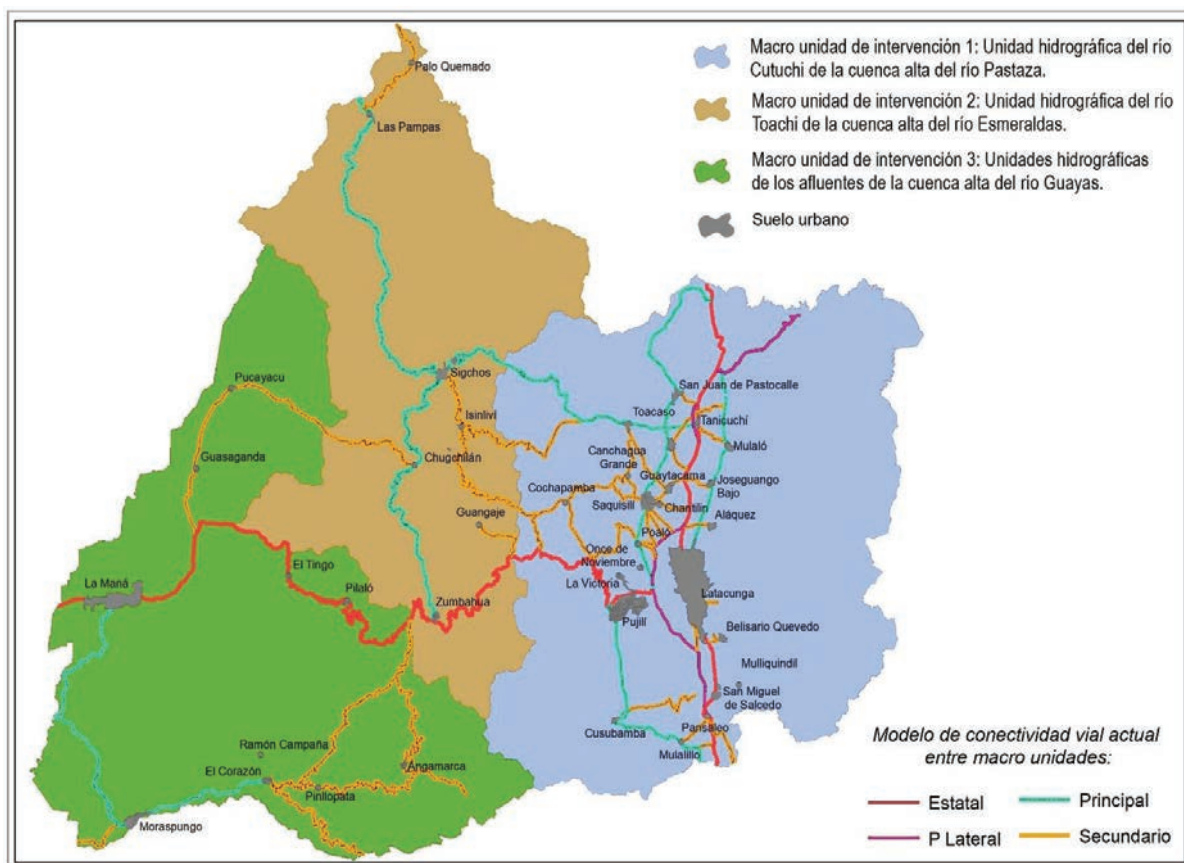 Macro unidad de intervención 1: Unidad hidrográfica del río
Cutuchi de la cuenca alta del río Pastaza.
Macro unidad de intervención 2: Unidad hidrográfica del río
Toachi de la cuenca alta del río Esmeraldas.
Macro unidad de intervención 3: Unidades hidrográficas
de los afluentes de la cuenca alta del río Guayas.
Suelo urbano
Palo Quemado
Las Pampas
Sigchos
Pucayacu
San Juan de Pastocalle
Isinliví
Toacaso
Tanicuchí
Mulaló
Guasaganda
Chugchilán
Canchagua
Grande
Guaytacama
Joseguango
Bajo
Cochapamba
Saquisilí
Chantilín
Guangaje
Aláquez
Poaló
Once de
Noviembre
El Tingo
La Maná
Pilaló
La Victoria
Latacunga
Zumbahua
Pujilí
Belisario Quevedo
Mulliquindil
San Miguel
de Salcedo
Cusubamba
Pansaleo
Mulalillo
Ramón Campaña
El Corazón
Angamarca
Pinllopata
Moraspungo
Modelo de conectividad vial actual
entre macro unidades:
Estatal
Principal
P Lateral
Secundario